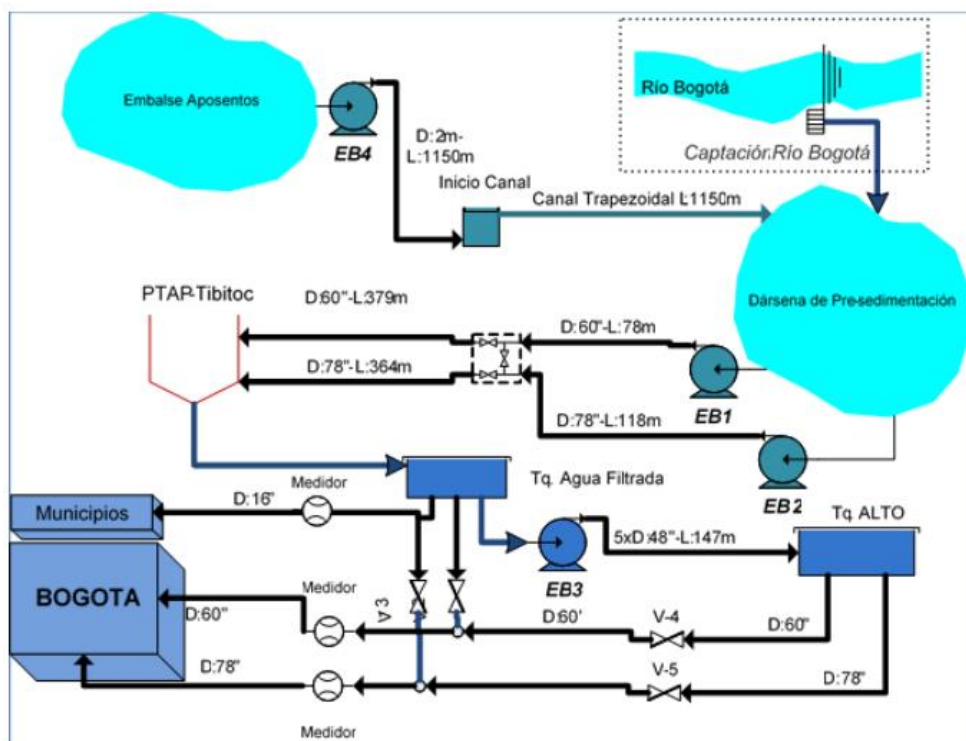 Embalse Aposentos
EB4
D:2m-
L:1150m
Inicio Canal
Canal Trapezoidal L1150m
Río Bogotá
Captación Río Bogotá
Dársena de Pre-sedimentación
PTAP-Tibitoc
D:60"-L:379m
D:78"-L:364m
D:60"-L:78m
EB1
D:78"-L:118m
EB2
Tq. Agua Filtrada
Tq. ALTO
Medidor
D:16"
Municipios
EB3
5xD:48"-L:147m
BOGOTA
D:60"
Medidor
V 3
D:60'
V-4
D:60"
D:78"
V-5
D:78"
Medidor